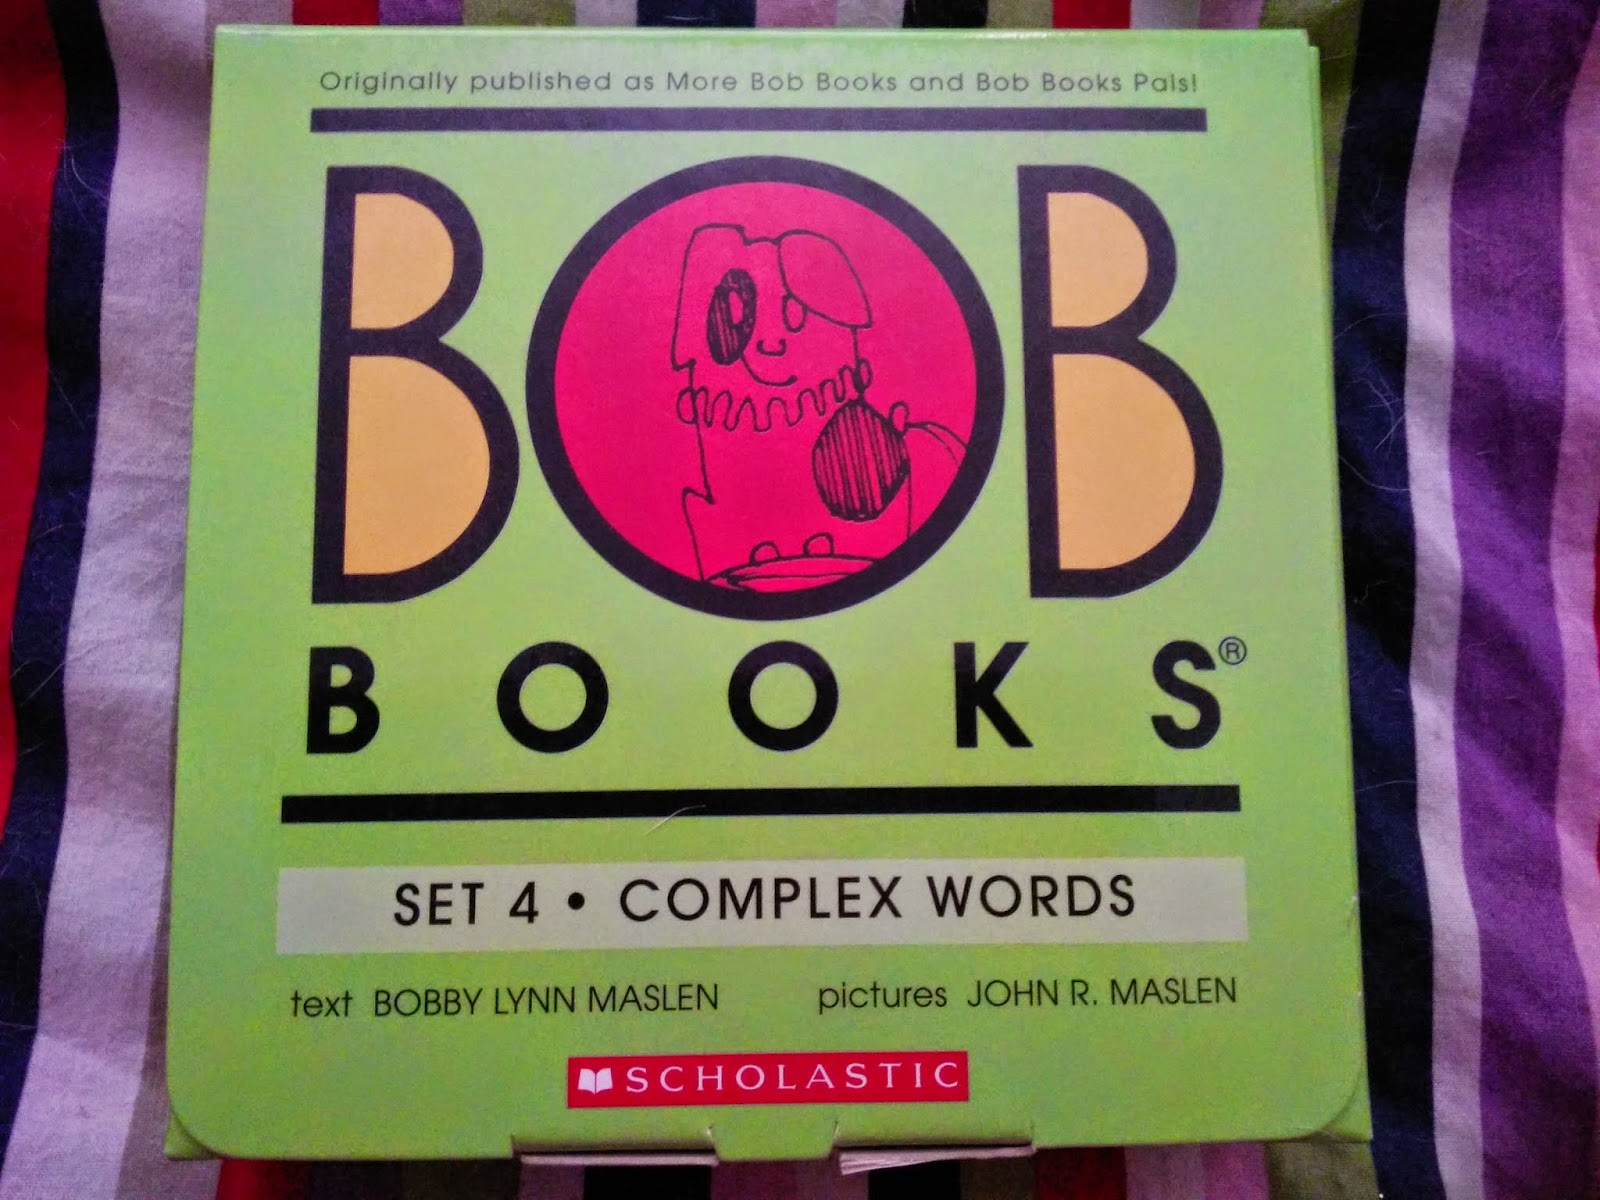 Originally published as More Bob Books and Bob Books Pals!
BOB
BOOKS®
SET 4 • COMPLEX WORDS
text BOBBY LYNN MASLEN pictures JOHN R. MASLEN
SCHOLASTIC